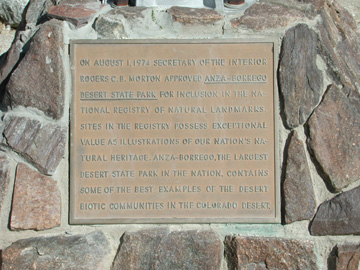 ON AUGUST 1, 1974 SECRETARY OF THE INTERIOR
ROGERS C. B. MORTON APPROVED ANZA-BORREGO
DESERT STATE PARK FOR INCLUSION IN THE NA-
TIONAL REGISTRY OF NATURAL LANDMARKS.
SITES IN THE REGISTRY POSSESS EXCEPTIONAL
VALUE AS ILLUSTRATIONS OF OUR NATION'S NA-
TURAL HERITAGE. ANZA-BORREGO, THE LARGEST
DESERT STATE PARK IN THE NATION, CONTAINS
SOME OF THE BEST EXAMPLES OF THE DESERT
BIOTIC COMMUNITIES IN THE COLORADO DESERT.